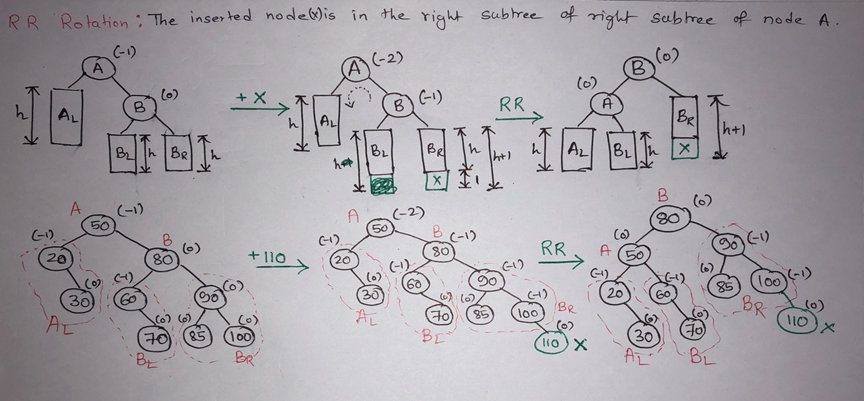 RR Rotation : The inserted node(x) is in the right subtree of right subtree of node A.
A (-1)
B (0)
h AL
BL h BR h
+ X
A (-2)
B (-1)
h AL
BL BR h h+1
X 1
RR
B (0)
(0) A
BR h+1
h AL BL h
X
A (-1)
50
(-1) B (0)
20 80
(0) (-1) (0)
30 60 90
AL (0) (0) (0)
70 85 100
BL BR
+110
A (-2)
50
(-1) B (-1)
20 80
(0) (-1) (-1)
30 60 90
AL (0) (0) (-1)
70 85 100 BR
BL (0)
110 X
RR
B (0)
80
(0) (-1)
A 50 90
(-1) (-1) (0) (-1)
20 60 85 100
(0) (0) BR (0)
30 70 110 X
AL BL